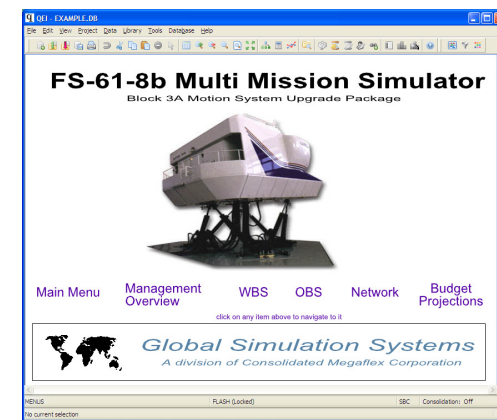 QEI - EXAMPLE.DB
File Edit View Project Data Library Tools Database Help
FS-61-8b Multi Mission Simulator
Block 3A Motion System Upgrade Package
Main Menu
Management Overview
WBS
OBS
Network
Budget Projections
click on any item above to navigate to it
Global Simulation Systems
A division of Consolidated Megaflex Corporation
MENUS FLASH (Locked) SBC Consolidation: Off
No current selection